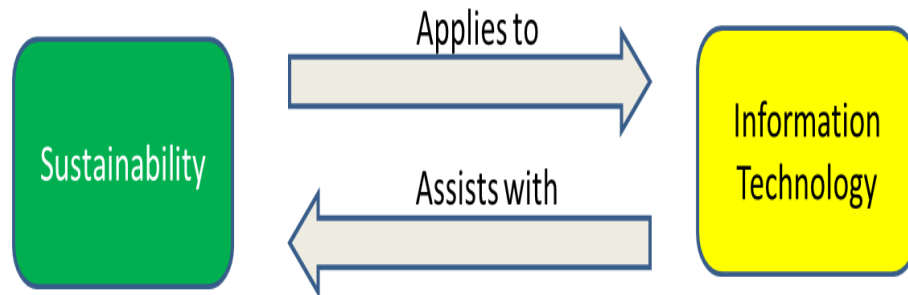 Applies to
Sustainability
Information
Technology
Assists with